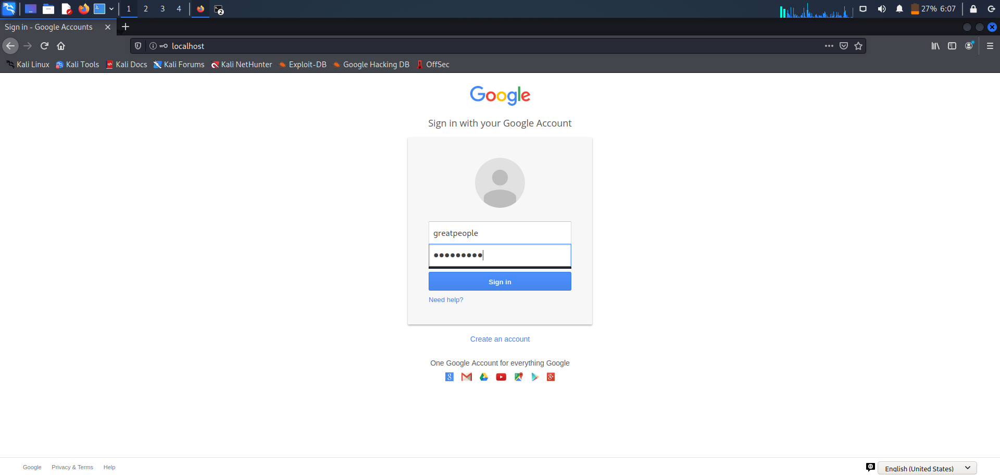 1 2 3 4 2 27% 6:07
Sign in - Google Accounts
localhost
Kali Linux Kali Tools Kali Docs Kali Forums Kali NetHunter Exploit-DB Google Hacking DB OffSec
Google
Sign in with your Google Account
greatpeople
Sign in
Need help?
Create an account
One Google Account for everything Google
Google Privacy & Terms Help English (United States)